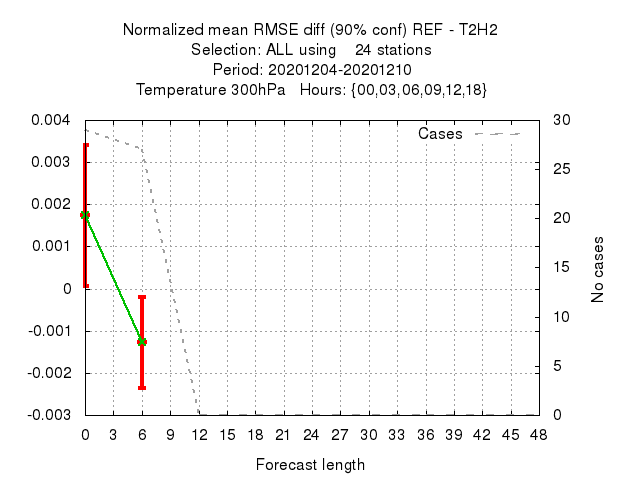 Normalized mean RMSE diff (90% conf) REF - T2H2
Selection: ALL using    24 stations
Period: 20201204-20201210
Temperature 300hPa   Hours: {00,03,06,09,12,18}
Cases
0.004
0.003
0.002
0.001
0
-0.001
-0.002
-0.003
30
25
20
15
10
5
0
No cases
0 3 6 9 12 15 18 21 24 27 30 33 36 39 42 45 48
Forecast length